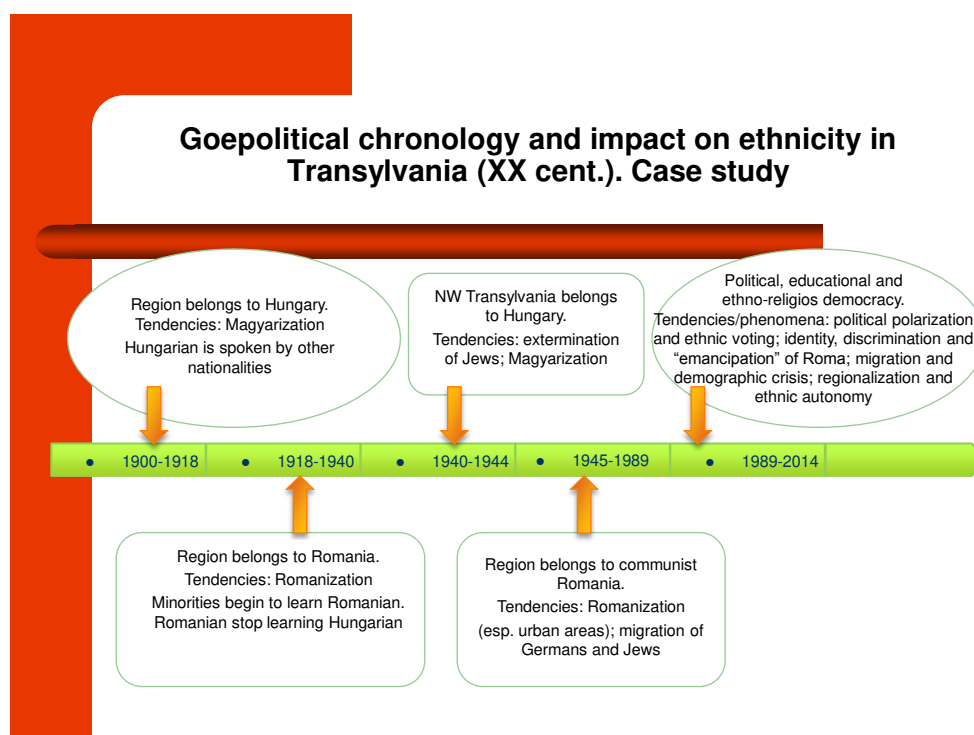 Goepolitical chronology and impact on ethnicity in
Transylvania (XX cent.). Case study
Region belongs to Hungary.
Tendencies: Magyarization
Hungarian is spoken by other
nationalities
NW Transylvania belongs
to Hungary.
Tendencies: extermination
of Jews; Magyarization
Political, educational and
ethno-religios democracy.
Tendencies/phenomena: political polarization
and ethnic voting; identity, discrimination and
“emancipation” of Roma; migration and
demographic crisis; regionalization and
ethnic autonomy
• 1900-1918
• 1918-1940
• 1940-1944
• 1945-1989
• 1989-2014
Region belongs to Romania.
Tendencies: Romanization
Minorities begin to learn Romanian.
Romanian stop learning Hungarian
Region belongs to communist
Romania.
Tendencies: Romanization
(esp. urban areas); migration of
Germans and Jews